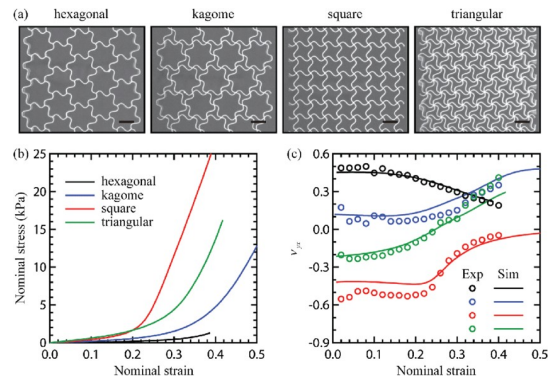 (a) hexagonal kagome square triangular
(b)
25
20
15
10
5
0
Nominal stress (kPa)
hexagonal
kagome
square
triangular
0.0 0.1 0.2 0.3 0.4 0.5
Nominal strain
(c)
0.6
0.3
0.0
-0.3
-0.6
-0.9
νyx
Exp Sim
0.0 0.1 0.2 0.3 0.4 0.5
Nominal strain